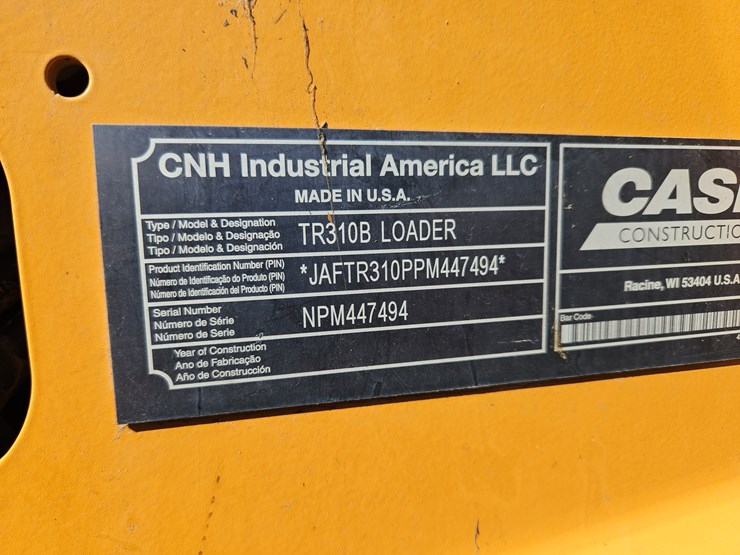 CNH Industrial America LLC
MADE IN U.S.A.
Type / Model & Designation
Tipo / Modelo & Designação
Tipo / Modelo & Designación
TR310B LOADER
Product Identification Number (PIN)
Número de Identificação do Produto (PIN)
Número de Identificación del Producto (PIN)
*JAFTR310PPM447494*
Serial Number
Número de Série
Número de Serie
NPM447494
Year of Construction
Ano de Fabricação
Año de Construcción
CAS
CONSTRUCTIO
Racine, WI 53404 U.S.A
Bar Code